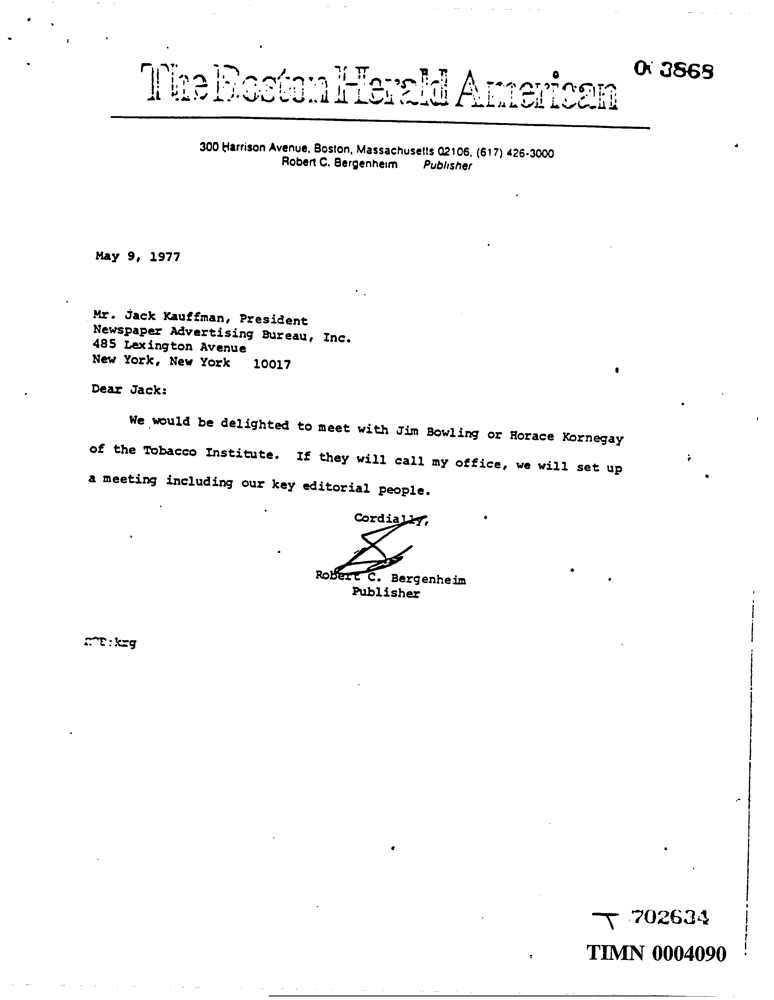 The Boston Herald American
3868
300 Harrison Avenue, Boston, Massachusetts 02106, (617) 426-3000
Robert C. Bergenheim Publisher
May 9, 1977
Mr. Jack Kauffman, President
Newspaper Advertising Bureau, Inc.
485 Lexington Avenue
New York, New York 10017
Dear Jack:
We would be delighted to meet with Jim Bowling or Horace Kornegay
of the Tobacco Institute. If they will call my office, we will set up
a meeting including our key editorial people.
Cordially,
Robert C. Bergenheim
Publisher
:krg
T 702634
TIMN 0004090